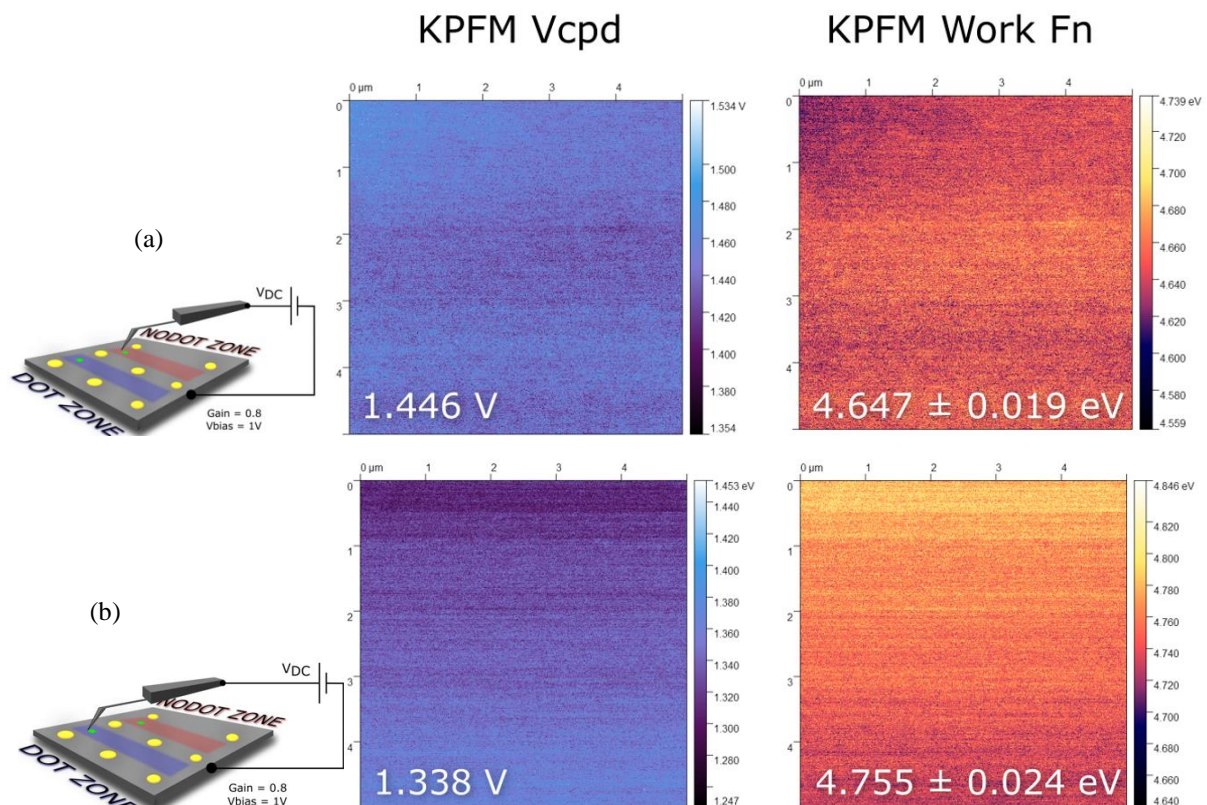 KPFM Vcpd
KPFM Work Fn
(a)
VDC
NODOT ZONE
DOT ZONE
Gain = 0.8
Vbias = 1V
0 µm 1 2 3 4
0
1
2
3
4
1.446 V
1.534 V
1.500
1.480
1.460
1.440
1.420
1.400
1.380
1.354
0 µm 1 2 3 4
0
1
2
3
4
4.647 ± 0.019 eV
4.739 eV
4.720
4.700
4.680
4.660
4.640
4.620
4.600
4.580
4.559
(b)
VDC
NODOT ZONE
DOT ZONE
Gain = 0.8
Vbias = 1V
0 µm 1 2 3 4
0
1
2
3
4
1.338 V
1.453 eV
1.440
1.420
1.400
1.380
1.360
1.340
1.320
1.300
1.280
1.247
0 µm 1 2 3 4
0
1
2
3
4
4.755 ± 0.024 eV
4.846 eV
4.820
4.800
4.780
4.760
4.740
4.720
4.700
4.680
4.660
4.640